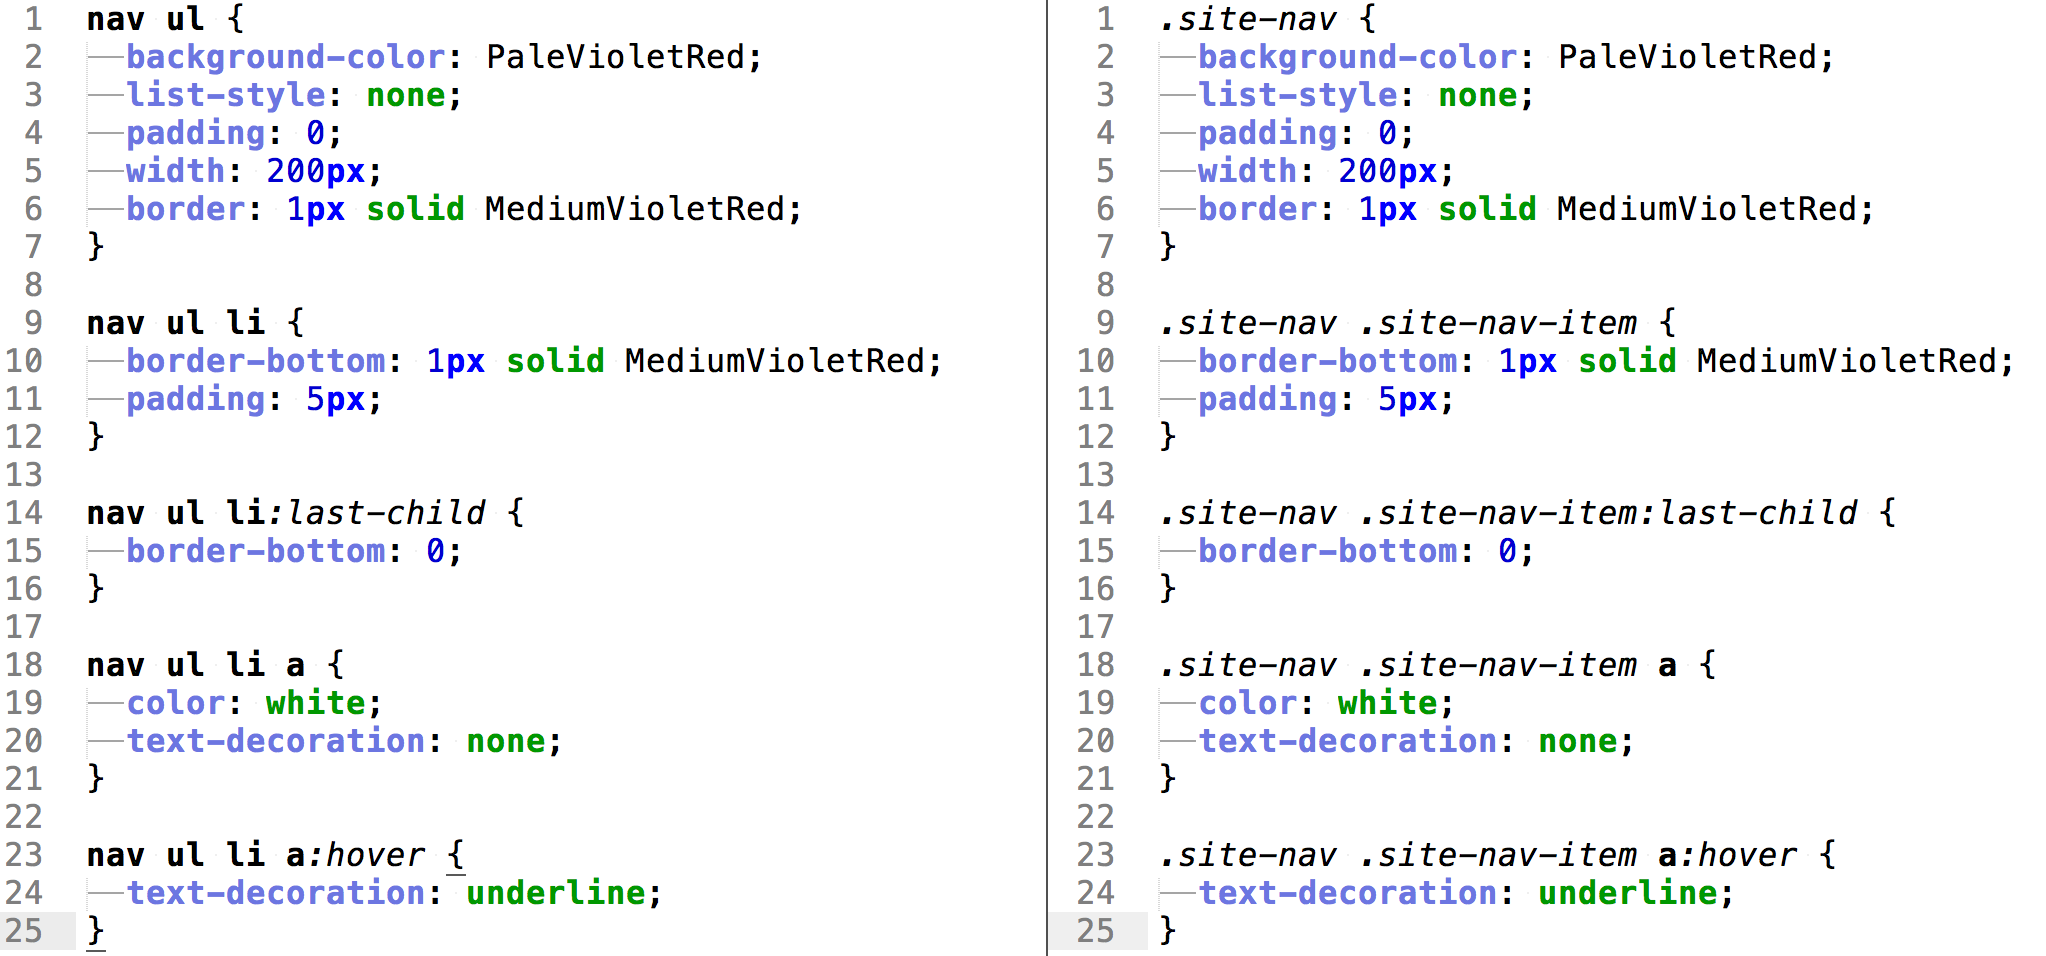 1 nav ul {
2 background-color: PaleVioletRed;
3 list-style: none;
4 padding: 0;
5 width: 200px;
6 border: 1px solid MediumVioletRed;
7 }
8
9 nav ul li {
10 border-bottom: 1px solid MediumVioletRed;
11 padding: 5px;
12 }
13
14 nav ul li:last-child {
15 border-bottom: 0;
16 }
17
18 nav ul li a {
19 color: white;
20 text-decoration: none;
21 }
22
23 nav ul li a:hover {
24 text-decoration: underline;
25 }
1 .site-nav {
2 background-color: PaleVioletRed;
3 list-style: none;
4 padding: 0;
5 width: 200px;
6 border: 1px solid MediumVioletRed;
7 }
8
9 .site-nav .site-nav-item {
10 border-bottom: 1px solid MediumVioletRed;
11 padding: 5px;
12 }
13
14 .site-nav .site-nav-item:last-child {
15 border-bottom: 0;
16 }
17
18 .site-nav .site-nav-item a {
19 color: white;
20 text-decoration: none;
21 }
22
23 .site-nav .site-nav-item a:hover {
24 text-decoration: underline;
25 }